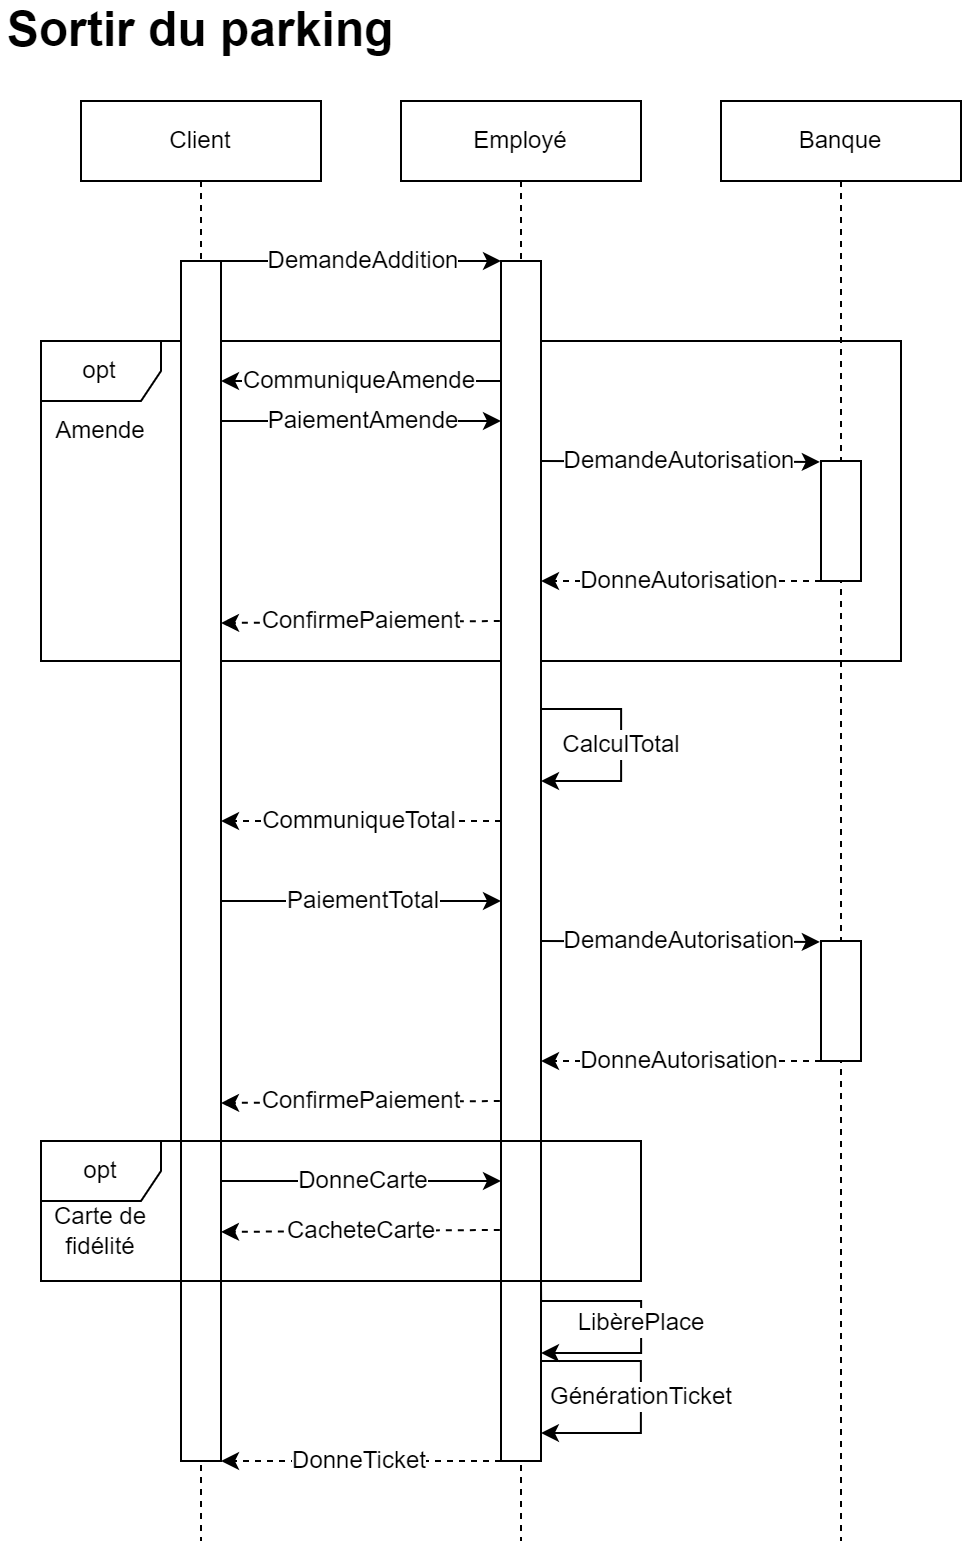 Sortir du parking
Client
Employé
Banque
DemandeAddition
opt
CommuniqueAmende
PaiementAmende
Amende
DemandeAutorisation
DonneAutorisation
ConfirmePaiement
CalculTotal
CommuniqueTotal
PaiementTotal
DemandeAutorisation
DonneAutorisation
ConfirmePaiement
opt
DonneCarte
Carte de
fidélité
CacheteCarte
LibèrePlace
GénérationTicket
DonneTicket